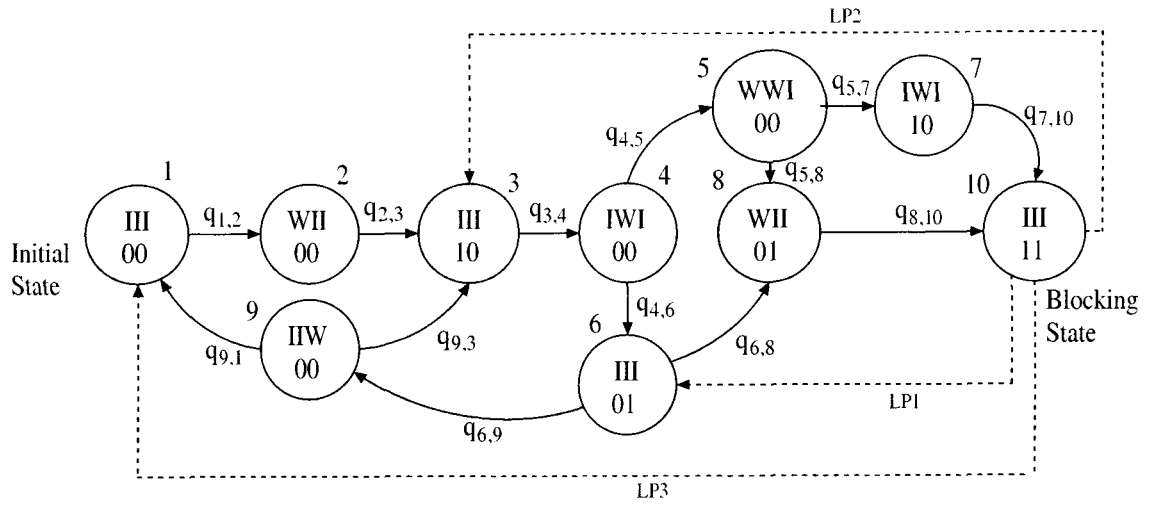 LP2
5
WWI
00
q5,7
7
IWI
10
q7,10
q4,5
q5,8
1
III
00
q1,2
2
WII
00
q2,3
3
III
10
q3,4
4
IWI
00
8
WII
01
q8,10
10
III
11
Initial
State
Blocking
State
9
IIW
00
q9,1
q9,3
q4,6
6
III
01
q6,8
q6,9
LP1
LP3